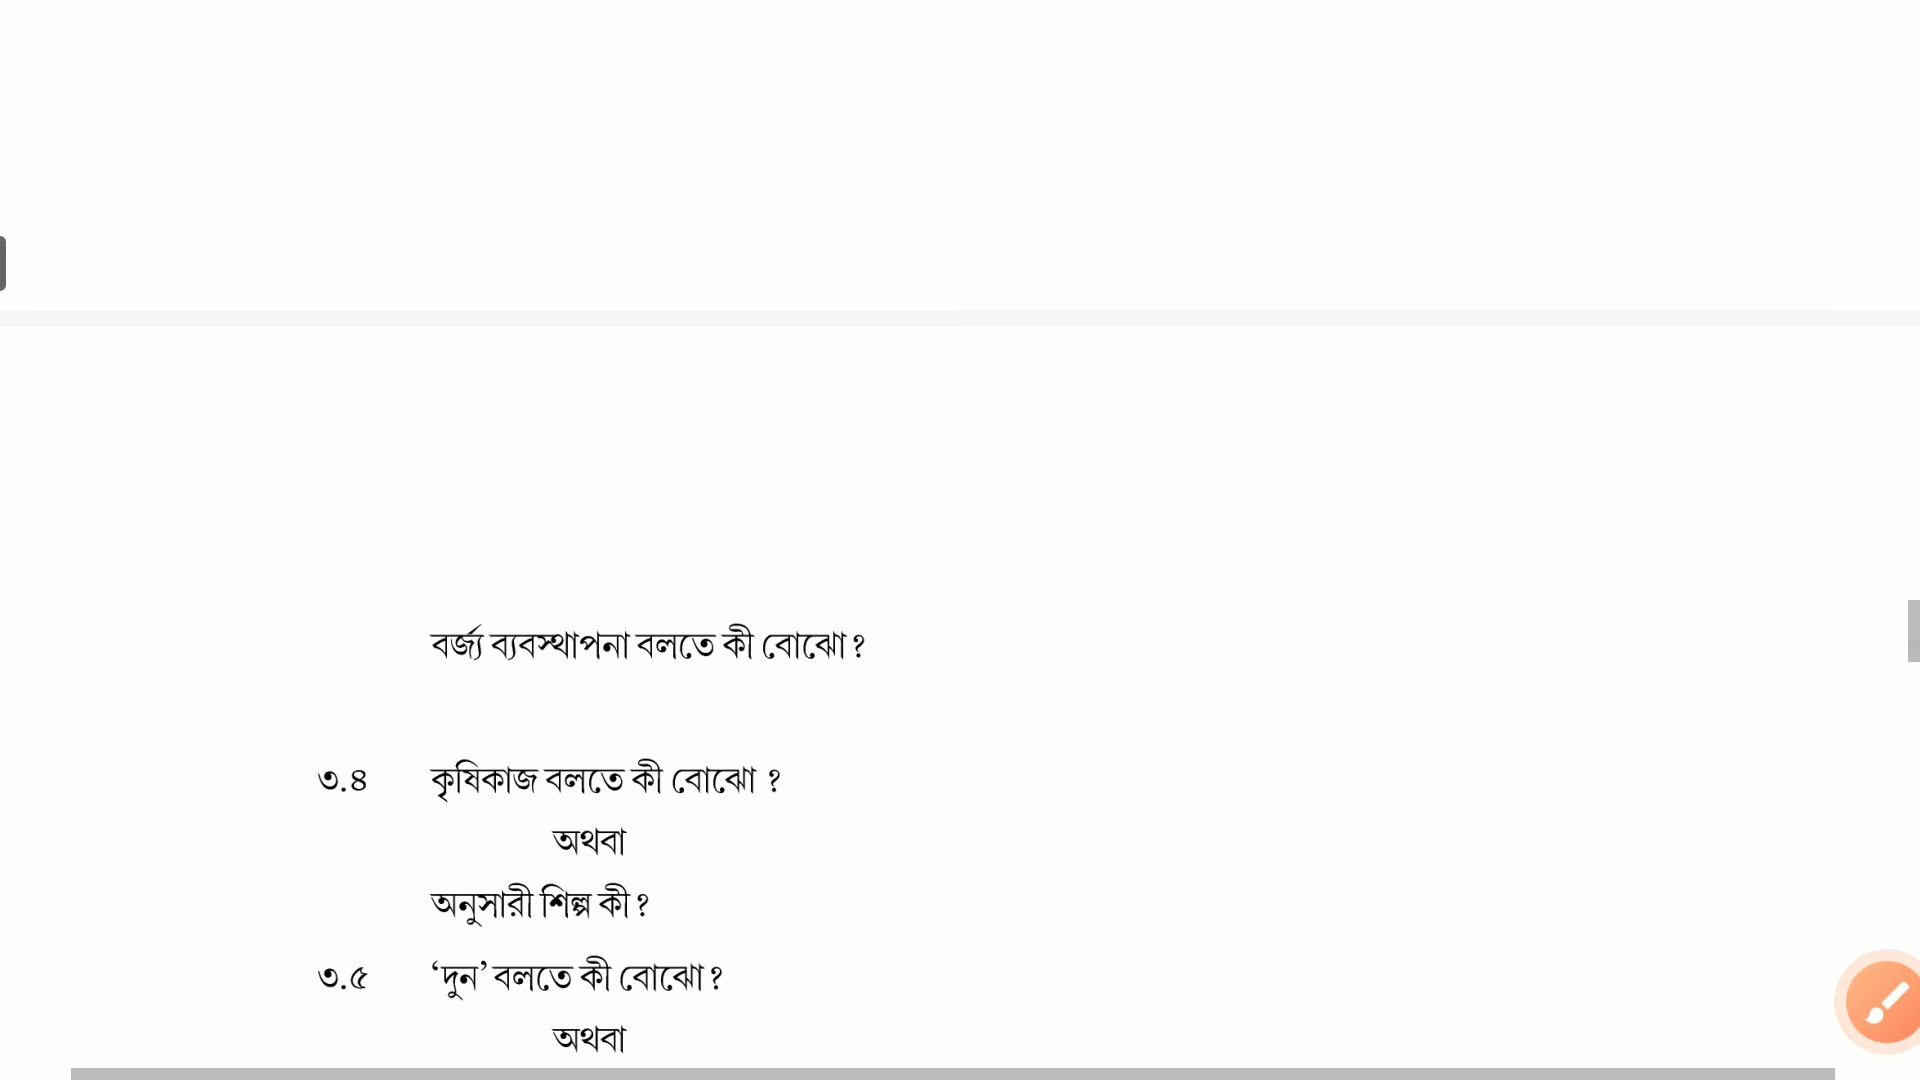 বর্জ্য ব্যবস্থাপনা বলতে কী বোঝো ?
৩.৪ কৃষিকাজ বলতে কী বোঝো ?
অথবা
অনুসারী শিল্প কী ?
৩.৫ ‘দুন’ বলতে কী বোঝো ?
অথবা